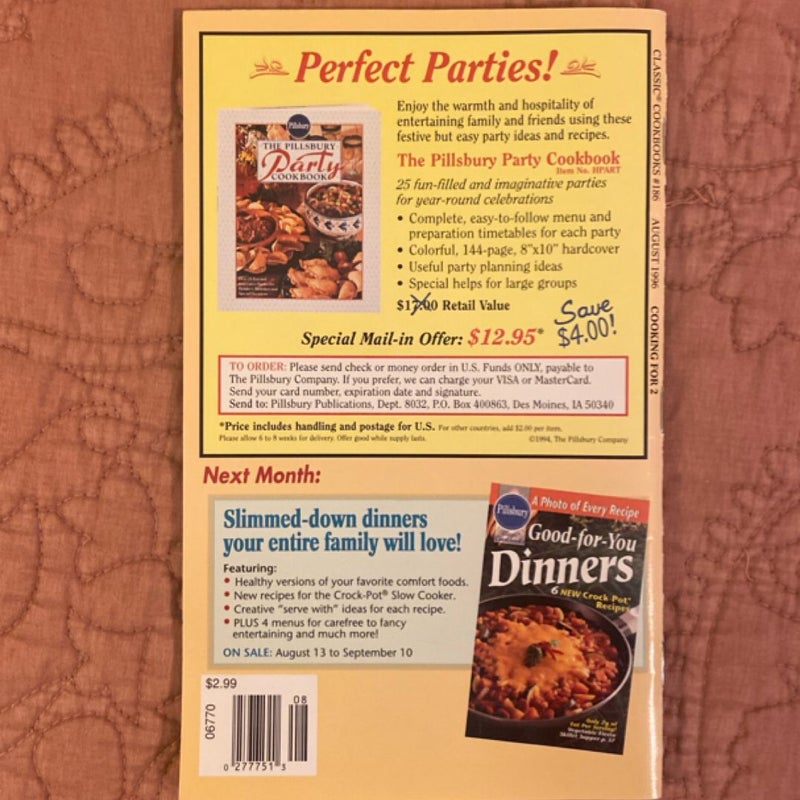 Perfect Parties!
Pillsbury
THE PILLSBURY
Party
COOKBOOK
Enjoy the warmth and hospitality of
entertaining family and friends using these
festive but easy party ideas and recipes.
The Pillsbury Party Cookbook
Item No. HPART
25 fun-filled and imaginative parties
for year-round celebrations
• Complete, easy-to-follow menu and
preparation timetables for each party
• Colorful, 144-page, 8"x10" hardcover
• Useful party planning ideas
• Special helps for large groups
$17.00 Retail Value
Save
$4.00!
Special Mail-in Offer: $12.95*
TO ORDER: Please send check or money order in U.S. Funds ONLY, payable to
The Pillsbury Company. If you prefer, we can charge your VISA or MasterCard.
Send your card number, expiration date and signature.
Send to: Pillsbury Publications, Dept. 8032, P.O. Box 400863, Des Moines, IA 50340
*Price includes handling and postage for U.S. For other countries, add $2.00 per item.
Please allow 6 to 8 weeks for delivery. Offer good while supply lasts. ©1994, The Pillsbury Company
CLASSIC® COOKBOOKS #186 AUGUST 1996 COOKING FOR 2
Next Month:
Slimmed-down dinners
your entire family will love!
Featuring:
• Healthy versions of your favorite comfort foods.
• New recipes for the Crock-Pot® Slow Cooker.
• Creative "serve with" ideas for each recipe.
• PLUS 4 menus for carefree to fancy
entertaining and much more!
ON SALE: August 13 to September 10
A Photo of Every Recipe
Pillsbury
Good-for-You
Dinners
6 NEW Crock-Pot®
Recipes
Only 7g of
Fat Per Serving!
Vegetable Fiesta
Skillet Supper p. 37
$2.99
06770
08
0 277751 3